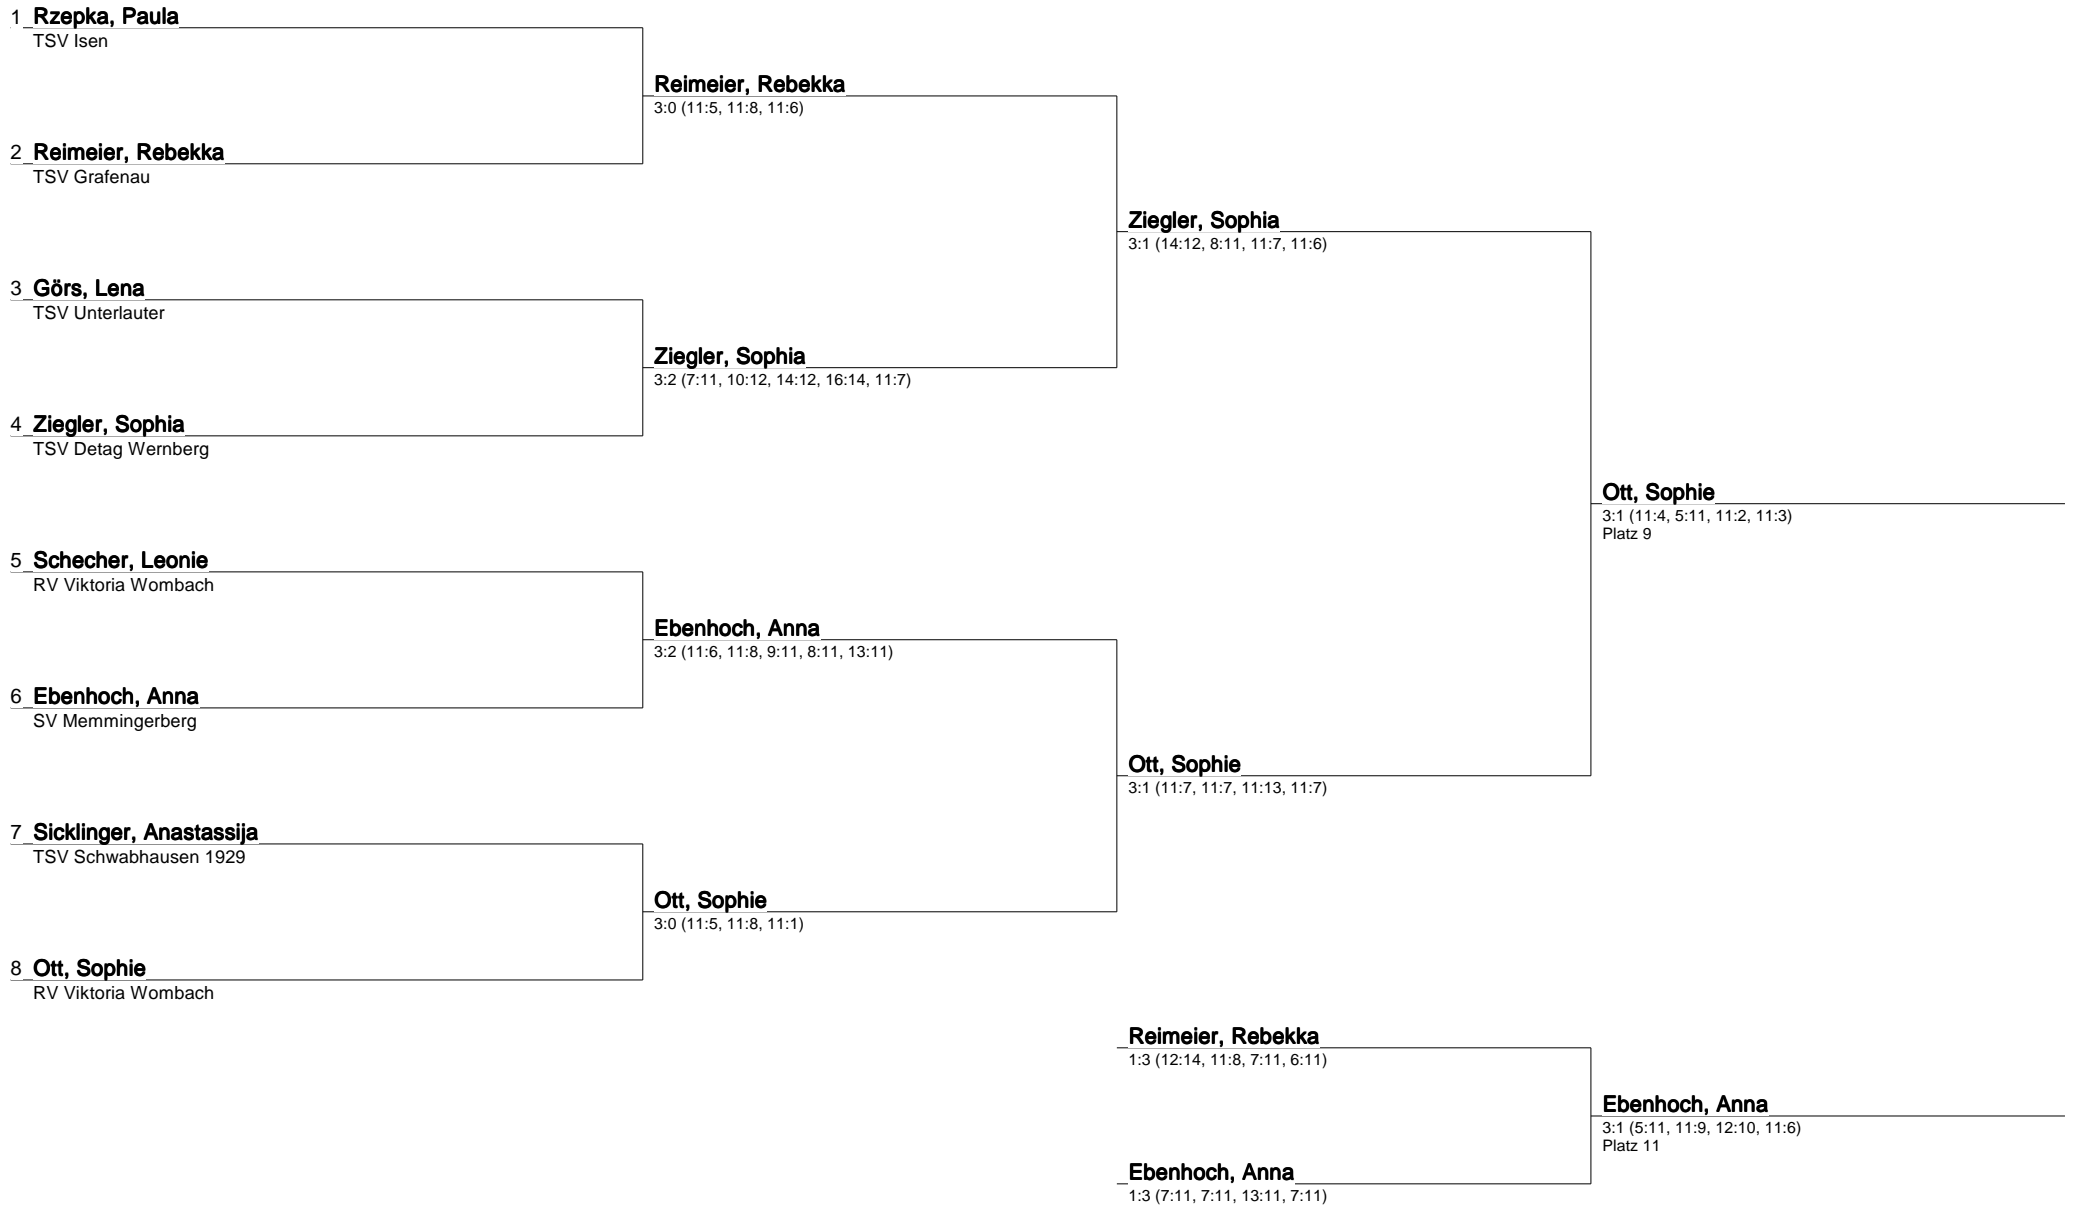 1 Rzepka, Paula
TSV Isen
Reimeier, Rebekka
3:0 (11:5, 11:8, 11:6)
2 Reimeier, Rebekka
TSV Grafenau
Ziegler, Sophia
3:1 (14:12, 8:11, 11:7, 11:6)
3 Görs, Lena
TSV Unterlauter
Ziegler, Sophia
3:2 (7:11, 10:12, 14:12, 16:14, 11:7)
4 Ziegler, Sophia
TSV Detag Wernberg
Ott, Sophie
3:1 (11:4, 5:11, 11:2, 11:3)
Platz 9
5 Schecher, Leonie
RV Viktoria Wombach
Ebenhoch, Anna
3:2 (11:6, 11:8, 9:11, 8:11, 13:11)
6 Ebenhoch, Anna
SV Memmingerberg
Ott, Sophie
3:1 (11:7, 11:7, 11:13, 11:7)
7 Sicklinger, Anastassija
TSV Schwabhausen 1929
Ott, Sophie
3:0 (11:5, 11:8, 11:1)
8 Ott, Sophie
RV Viktoria Wombach
Reimeier, Rebekka
1:3 (12:14, 11:8, 7:11, 6:11)
Ebenhoch, Anna
3:1 (5:11, 11:9, 12:10, 11:6)
Platz 11
Ebenhoch, Anna
1:3 (7:11, 7:11, 13:11, 7:11)